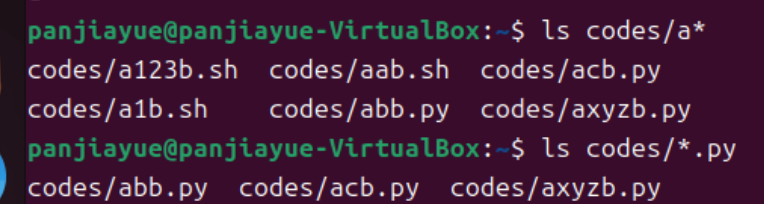 panjiayue@panjiayue-VirtualBox:~$ ls codes/a*
codes/a123b.sh  codes/aab.sh  codes/acb.py
codes/a1b.sh    codes/abb.py  codes/axyzb.py
panjiayue@panjiayue-VirtualBox:~$ ls codes/*.py
codes/abb.py  codes/acb.py  codes/axyzb.py